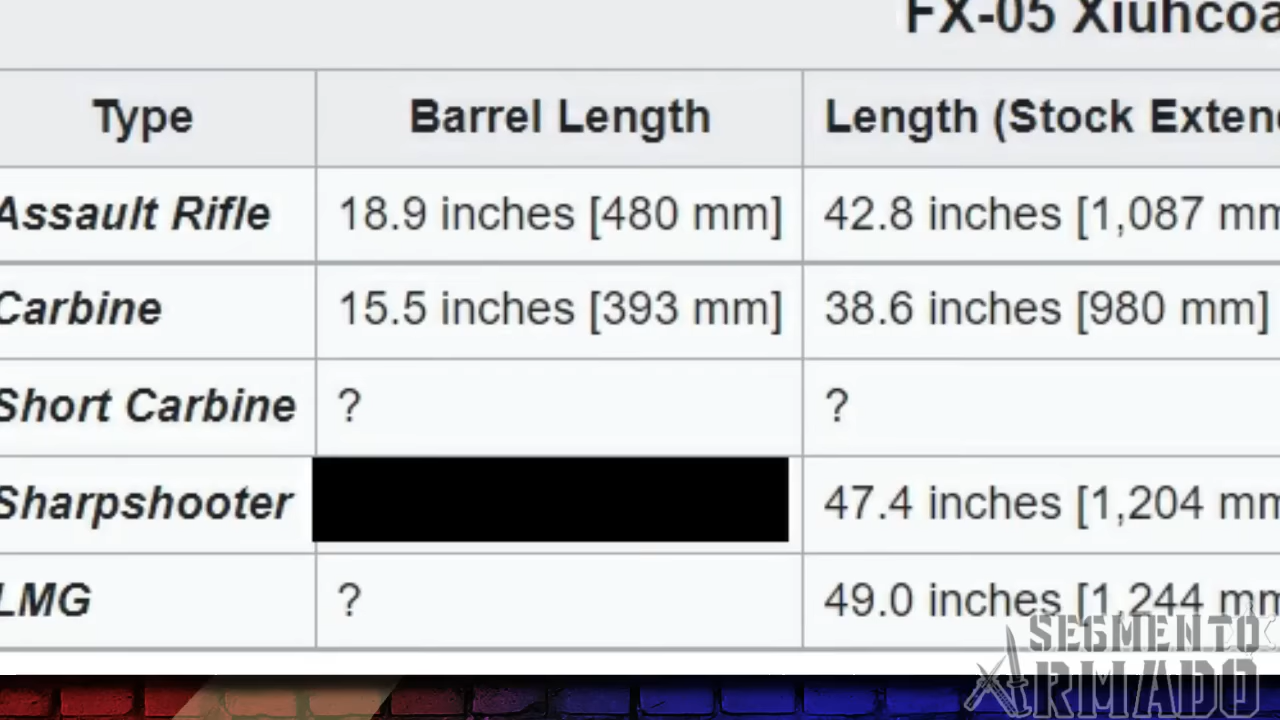 FX-05 Xiuhcoa
Type Barrel Length Length (Stock Exten
Assault Rifle 18.9 inches [480 mm] 42.8 inches [1,087 mm
Carbine 15.5 inches [393 mm] 38.6 inches [980 mm]
Short Carbine ? ?
Sharpshooter 47.4 inches [1,204 mm
LMG ? 49.0 inches [1,244 mm
SEGMENTO
ARMADO